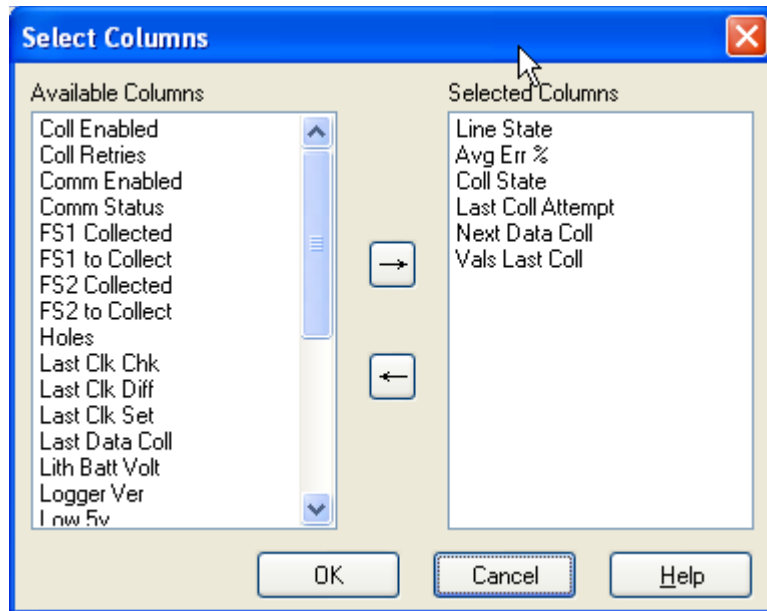 Select Columns
Available Columns
Coll Enabled
Coll Retries
Comm Enabled
Comm Status
FS1 Collected
FS1 to Collect
FS2 Collected
FS2 to Collect
Holes
Last Clk Chk
Last Clk Diff
Last Clk Set
Last Data Coll
Lith Batt Volt
Logger Ver
Low 5v
Selected Columns
Line State
Avg Err %
Coll State
Last Coll Attempt
Next Data Coll
Vals Last Coll
OK
Cancel
Help